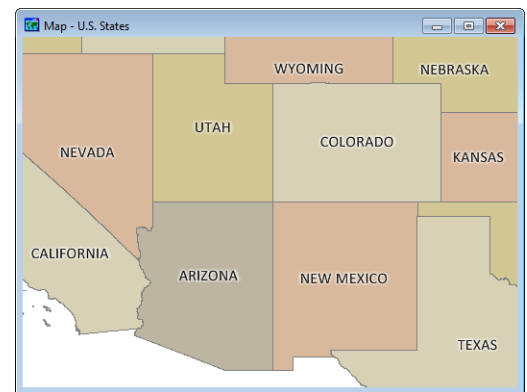 Map - U.S. States
WYOMING
NEBRASKA
UTAH
COLORADO
NEVADA
KANSAS
CALIFORNIA
ARIZONA
NEW MEXICO
TEXAS